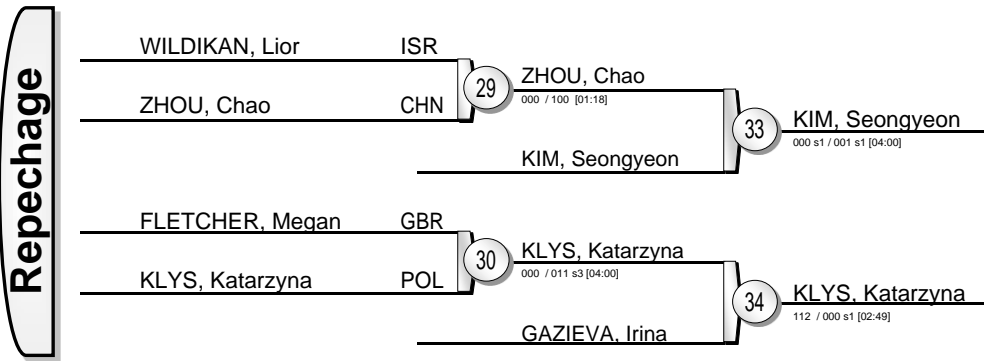 Repechage
WILDIKAN, Lior ISR
ZHOU, Chao CHN
29
ZHOU, Chao
000 / 100 [01:18]
KIM, Seongyeon
33
KIM, Seongyeon
000 s1 / 001 s1 [04:00]
FLETCHER, Megan GBR
KLYS, Katarzyna POL
30
KLYS, Katarzyna
000 / 011 s3 [04:00]
GAZIEVA, Irina
34
KLYS, Katarzyna
112 / 000 s1 [02:49]